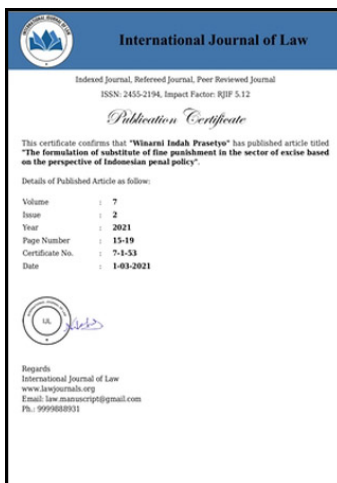 International Journal of Law
Indexed Journal, Refereed Journal, Peer Reviewed Journal
ISSN: 2455-2194, Impact Factor: RJIF 5.12
Publication Certificate
This certificate confirms that "Winarni Indah Prasetyo" has published article titled
"The formulation of substitute of fine punishment in the sector of excise based
on the perspective of Indonesian penal policy".
Details of Published Article as follow:
Volume : 7
Issue : 2
Year : 2021
Page Number : 15-19
Certificate No. : 7-1-53
Date : 1-03-2021
IJL
Regards
International Journal of Law
www.lawjournals.org
Email: law.manuscript@gmail.com
Ph.: 9999888931